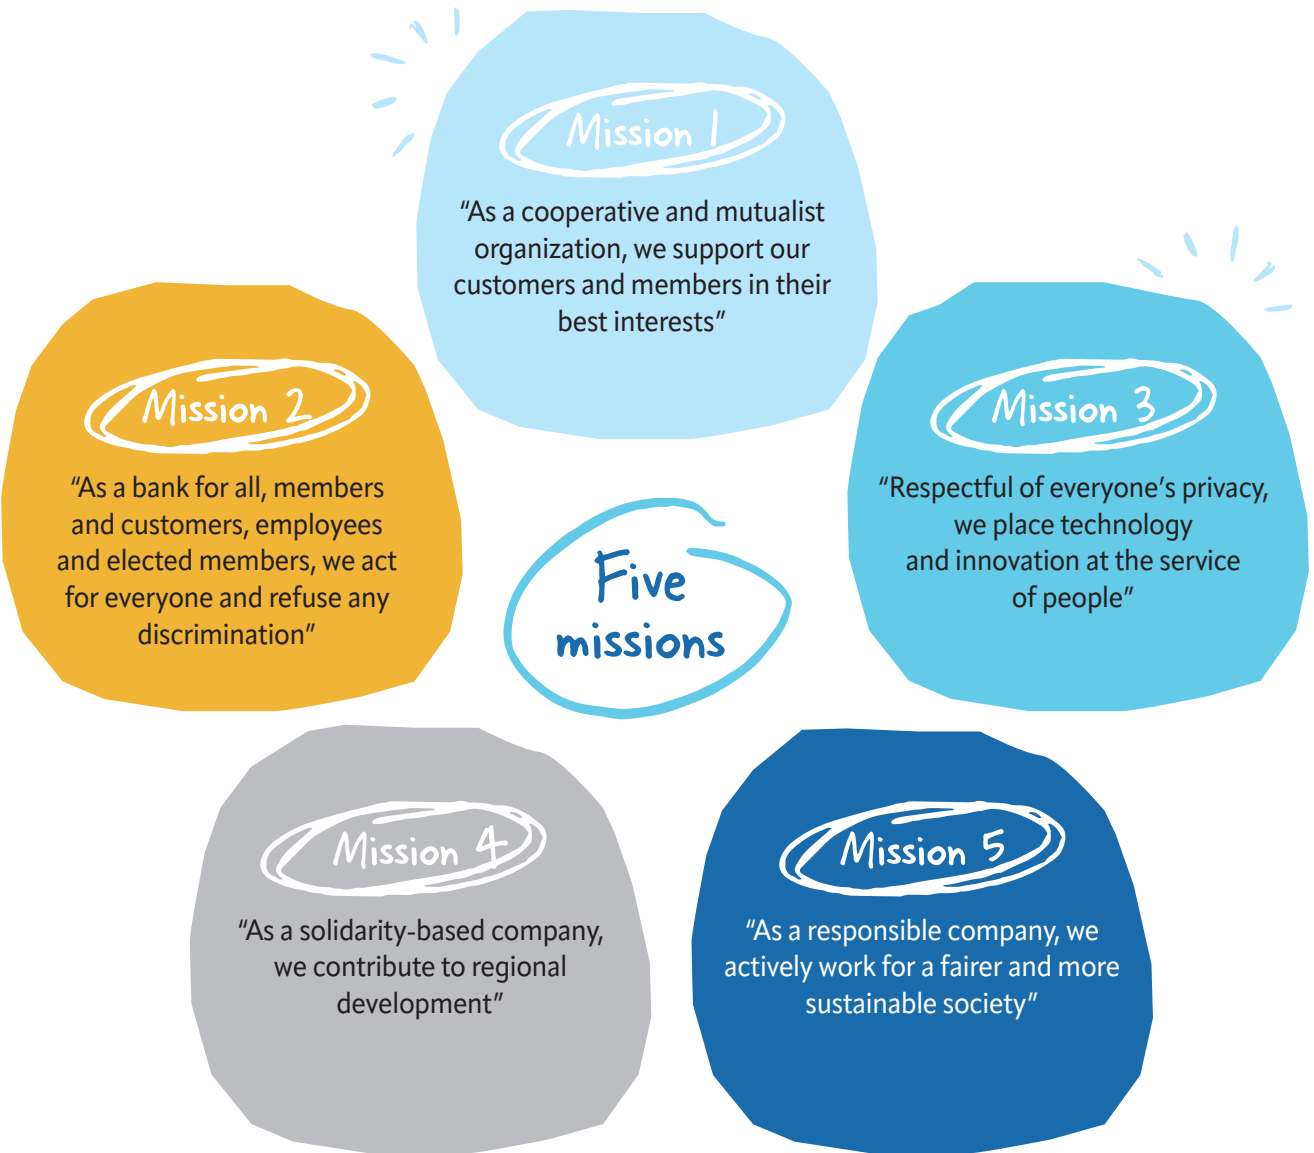 Mission 1
“As a cooperative and mutualist
organization, we support our
customers and members in their
best interests”
Mission 2
“As a bank for all, members
and customers, employees
and elected members, we act
for everyone and refuse any
discrimination”
Mission 3
“Respectful of everyone’s privacy,
we place technology
and innovation at the service
of people”
Five
missions
Mission 4
“As a solidarity-based company,
we contribute to regional
development”
Mission 5
“As a responsible company, we
actively work for a fairer and more
sustainable society”